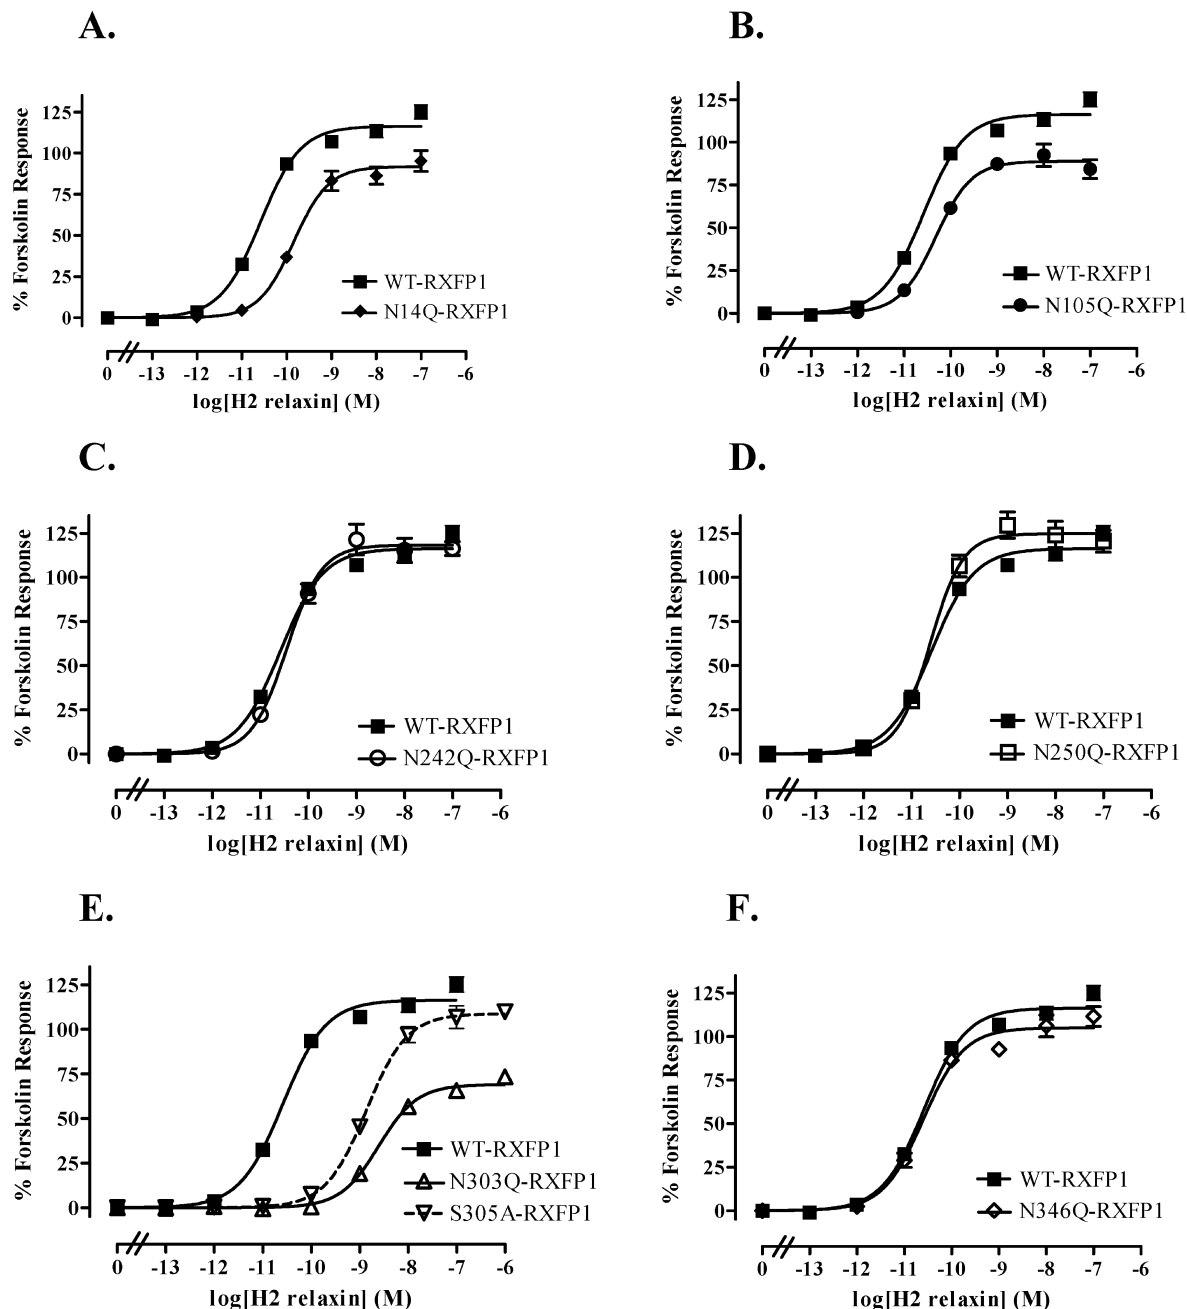 A.
% Forskolin Response
125
100
75
50
25
0
WT-RXFP1
N14Q-RXFP1
0 -13 -12 -11 -10 -9 -8 -7 -6
log[H2 relaxin] (M)
B.
% Forskolin Response
125
100
75
50
25
0
WT-RXFP1
N105Q-RXFP1
0 -13 -12 -11 -10 -9 -8 -7 -6
log[H2 relaxin] (M)
C.
% Forskolin Response
125
100
75
50
25
0
WT-RXFP1
N242Q-RXFP1
0 -13 -12 -11 -10 -9 -8 -7 -6
log[H2 relaxin] (M)
D.
% Forskolin Response
125
100
75
50
25
0
WT-RXFP1
N250Q-RXFP1
0 -13 -12 -11 -10 -9 -8 -7 -6
log[H2 relaxin] (M)
E.
% Forskolin Response
125
100
75
50
25
0
WT-RXFP1
N303Q-RXFP1
S305A-RXFP1
0 -13 -12 -11 -10 -9 -8 -7 -6
log[H2 relaxin] (M)
F.
% Forskolin Response
125
100
75
50
25
0
WT-RXFP1
N346Q-RXFP1
0 -13 -12 -11 -10 -9 -8 -7 -6
log[H2 relaxin] (M)